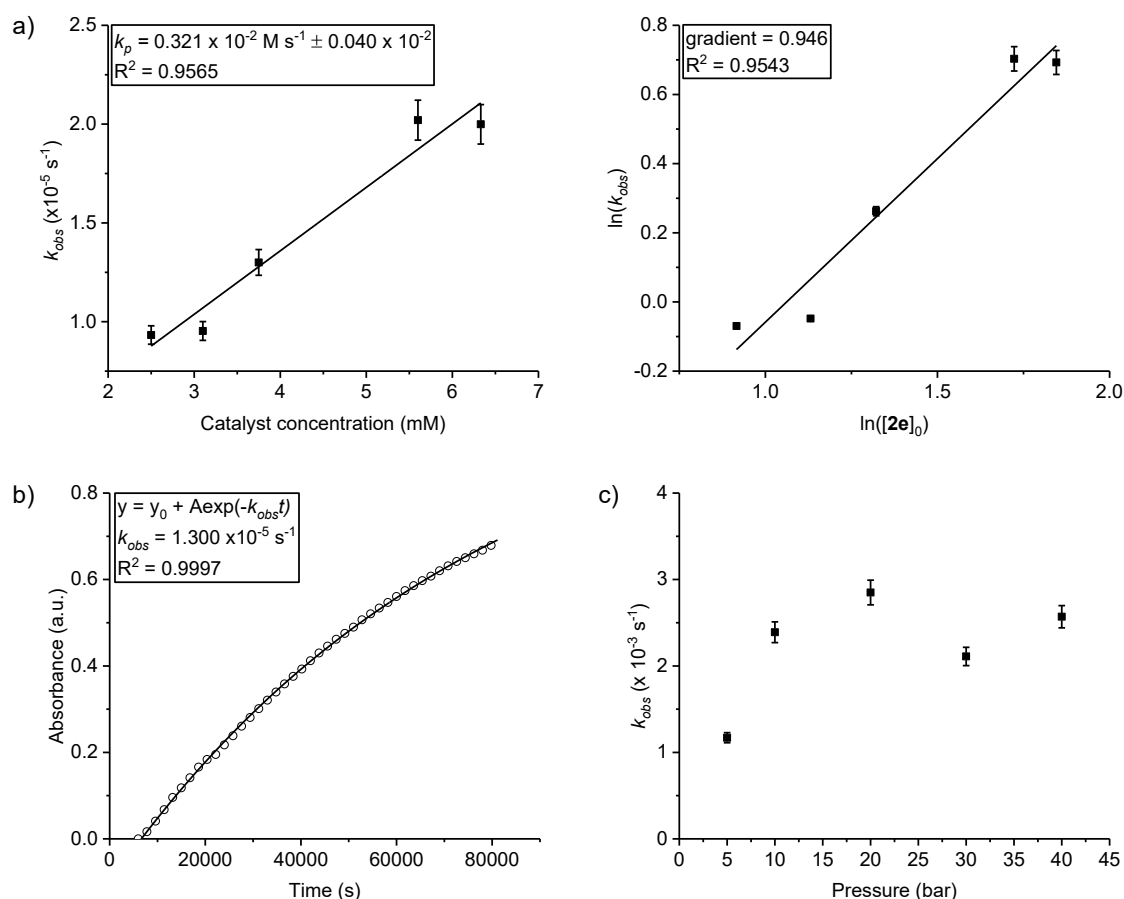 a)
k_p = 0.321 x 10⁻² M s⁻¹ ± 0.040 x 10⁻²
R² = 0.9565
2.5
2.0
1.5
1.0
k_obs (x10⁻⁵ s⁻¹)
2 3 4 5 6 7
Catalyst concentration (mM)
gradient = 0.946
R² = 0.9543
0.8
0.6
0.4
0.2
0.0
-0.2
ln(k_obs)
1.0 1.5 2.0
ln([2e]₀)
b)
y = y₀ + Aexp(-k_obs t)
k_obs = 1.300 x10⁻⁵ s⁻¹
R² = 0.9997
0.8
0.6
0.4
0.2
0.0
Absorbance (a.u.)
0 20000 40000 60000 80000
Time (s)
c)
4
3
2
1
0
k_obs (x 10⁻³ s⁻¹)
0 5 10 15 20 25 30 35 40 45
Pressure (bar)